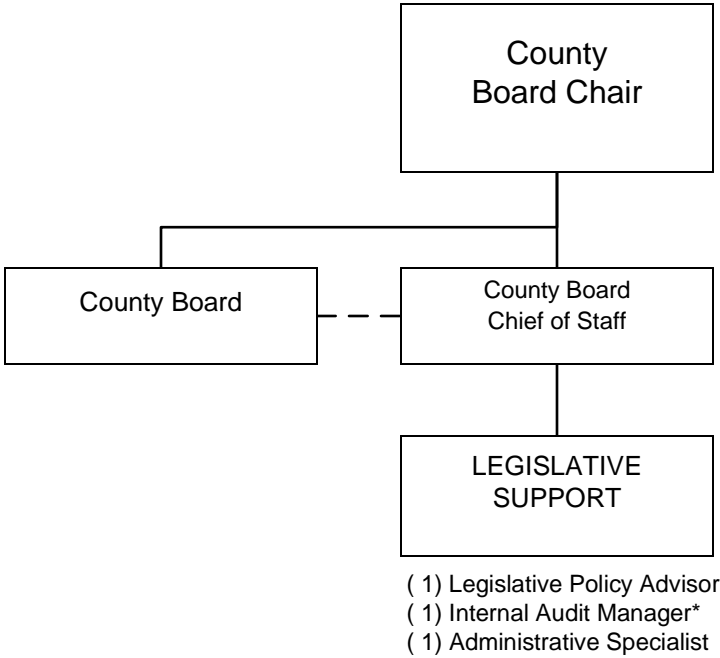 County
Board Chair
County Board
County Board
Chief of Staff
LEGISLATIVE
SUPPORT
( 1) Legislative Policy Advisor
( 1) Internal Audit Manager*
( 1) Administrative Specialist